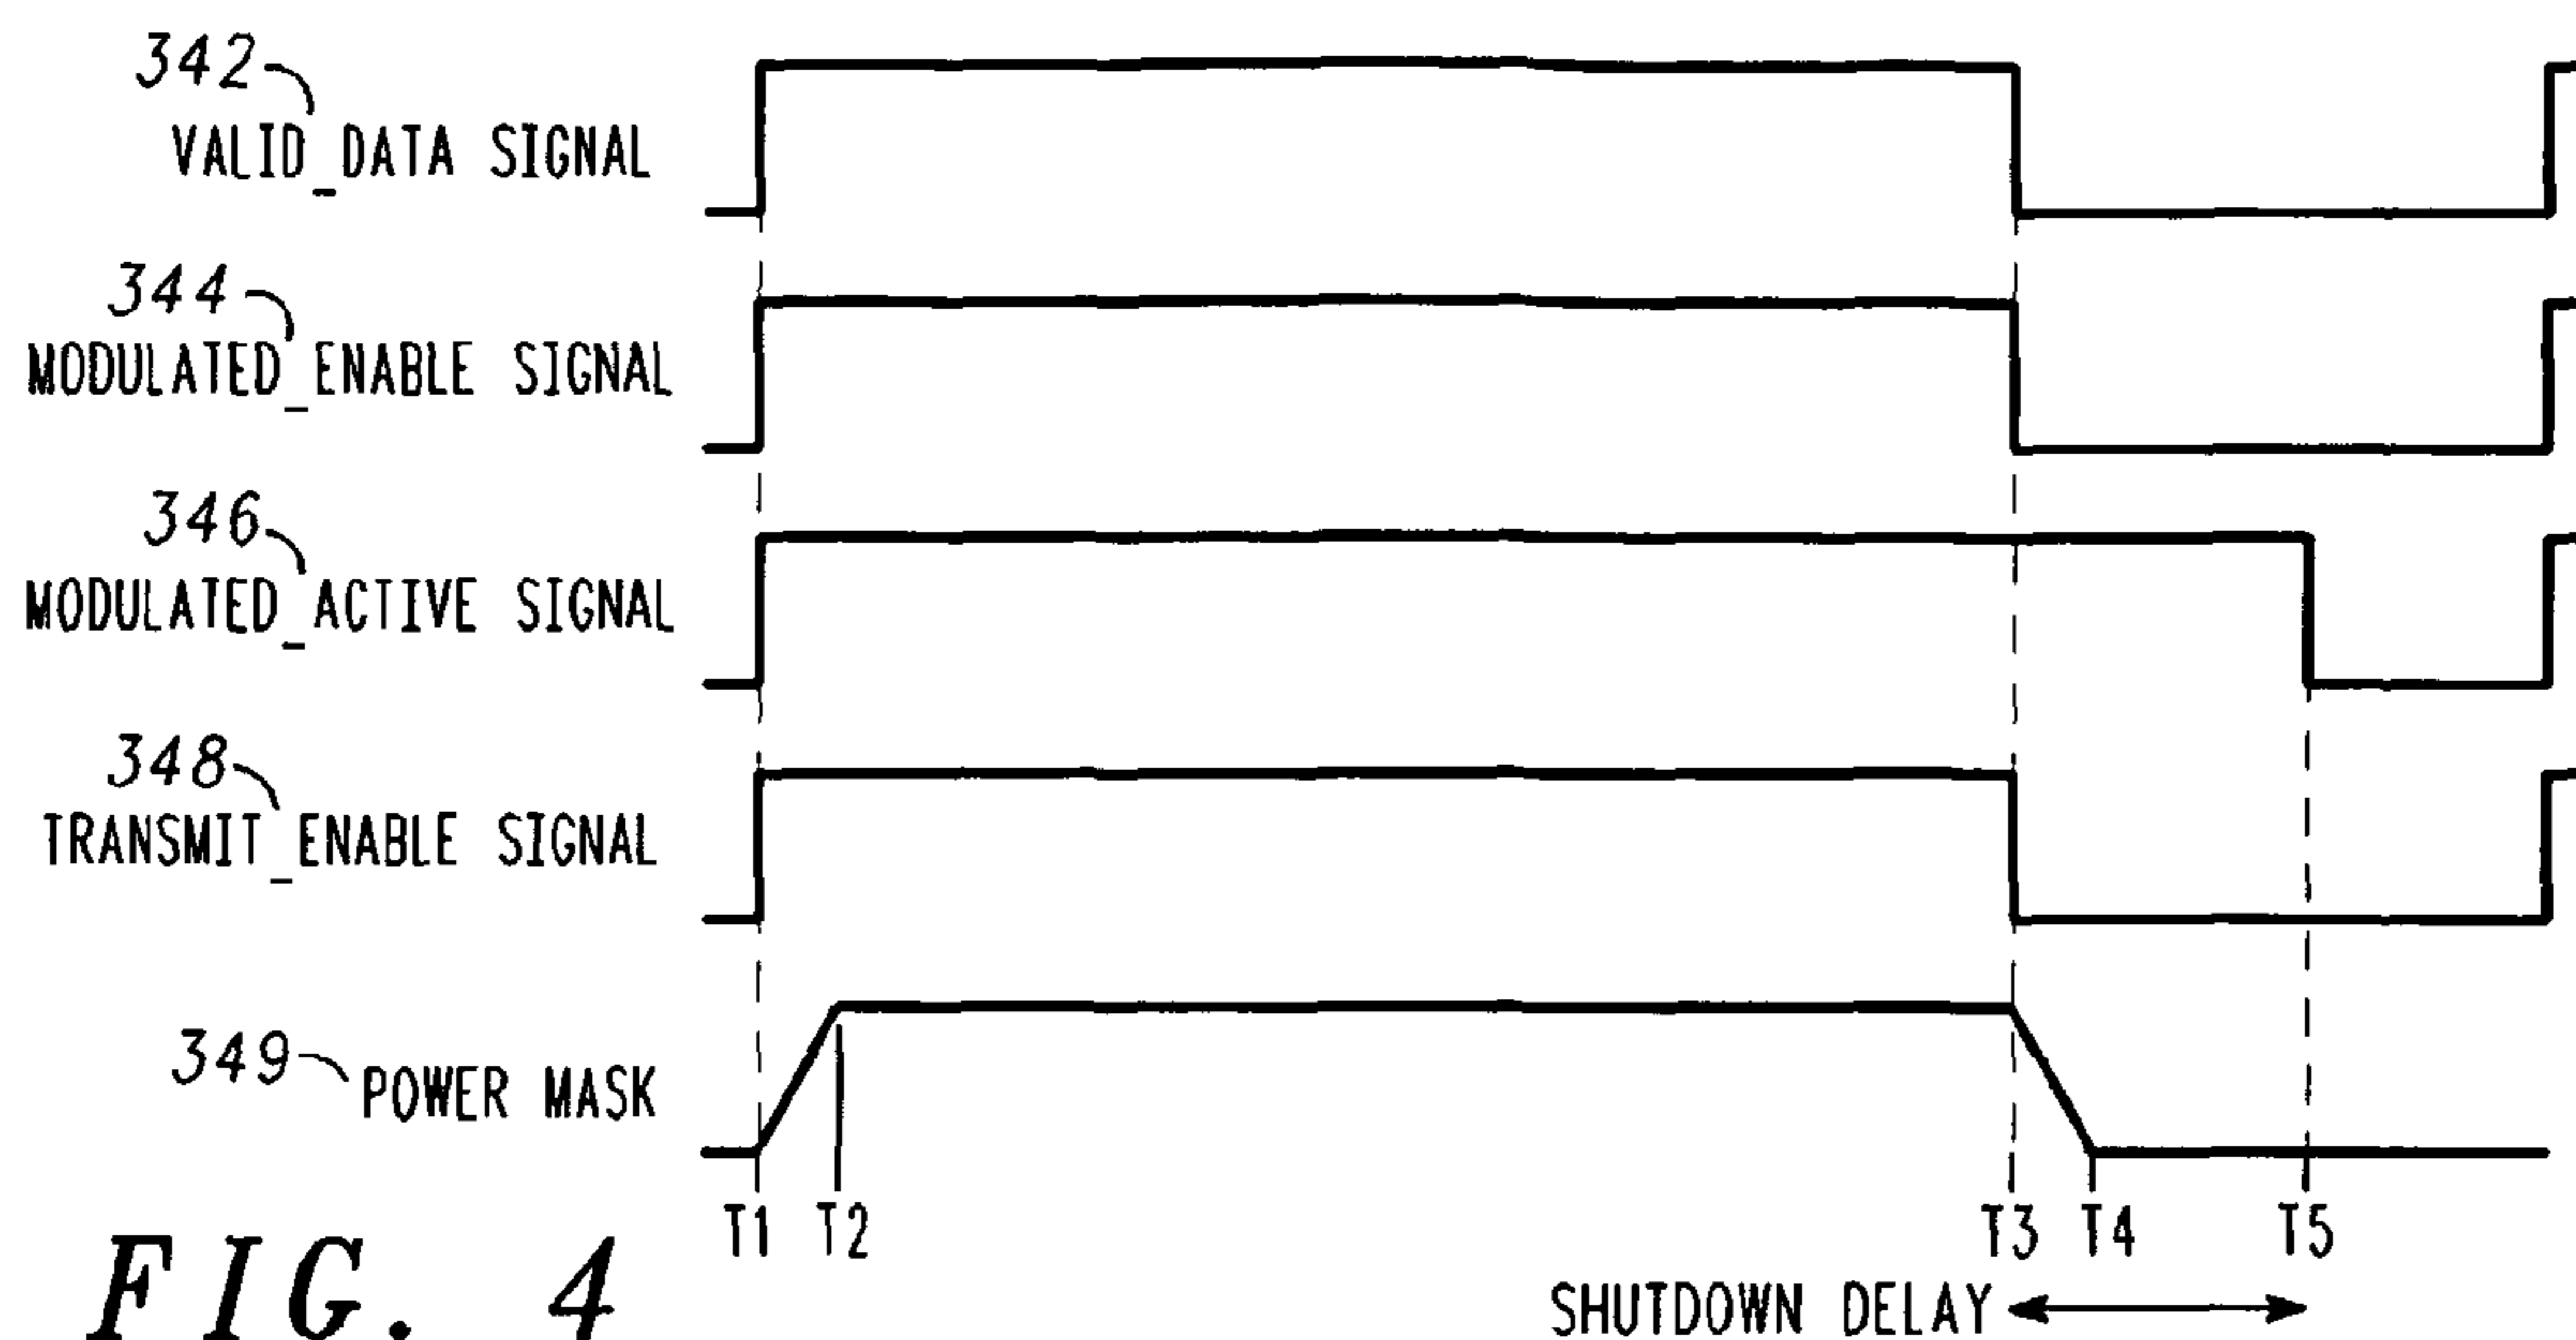 342
VALID_DATA SIGNAL
344
MODULATED_ENABLE SIGNAL
346
MODULATED_ACTIVE SIGNAL
348
TRANSMIT_ENABLE SIGNAL
349 POWER MASK
T1 T2 T3 T4 T5
SHUTDOWN DELAY
FIG. 4